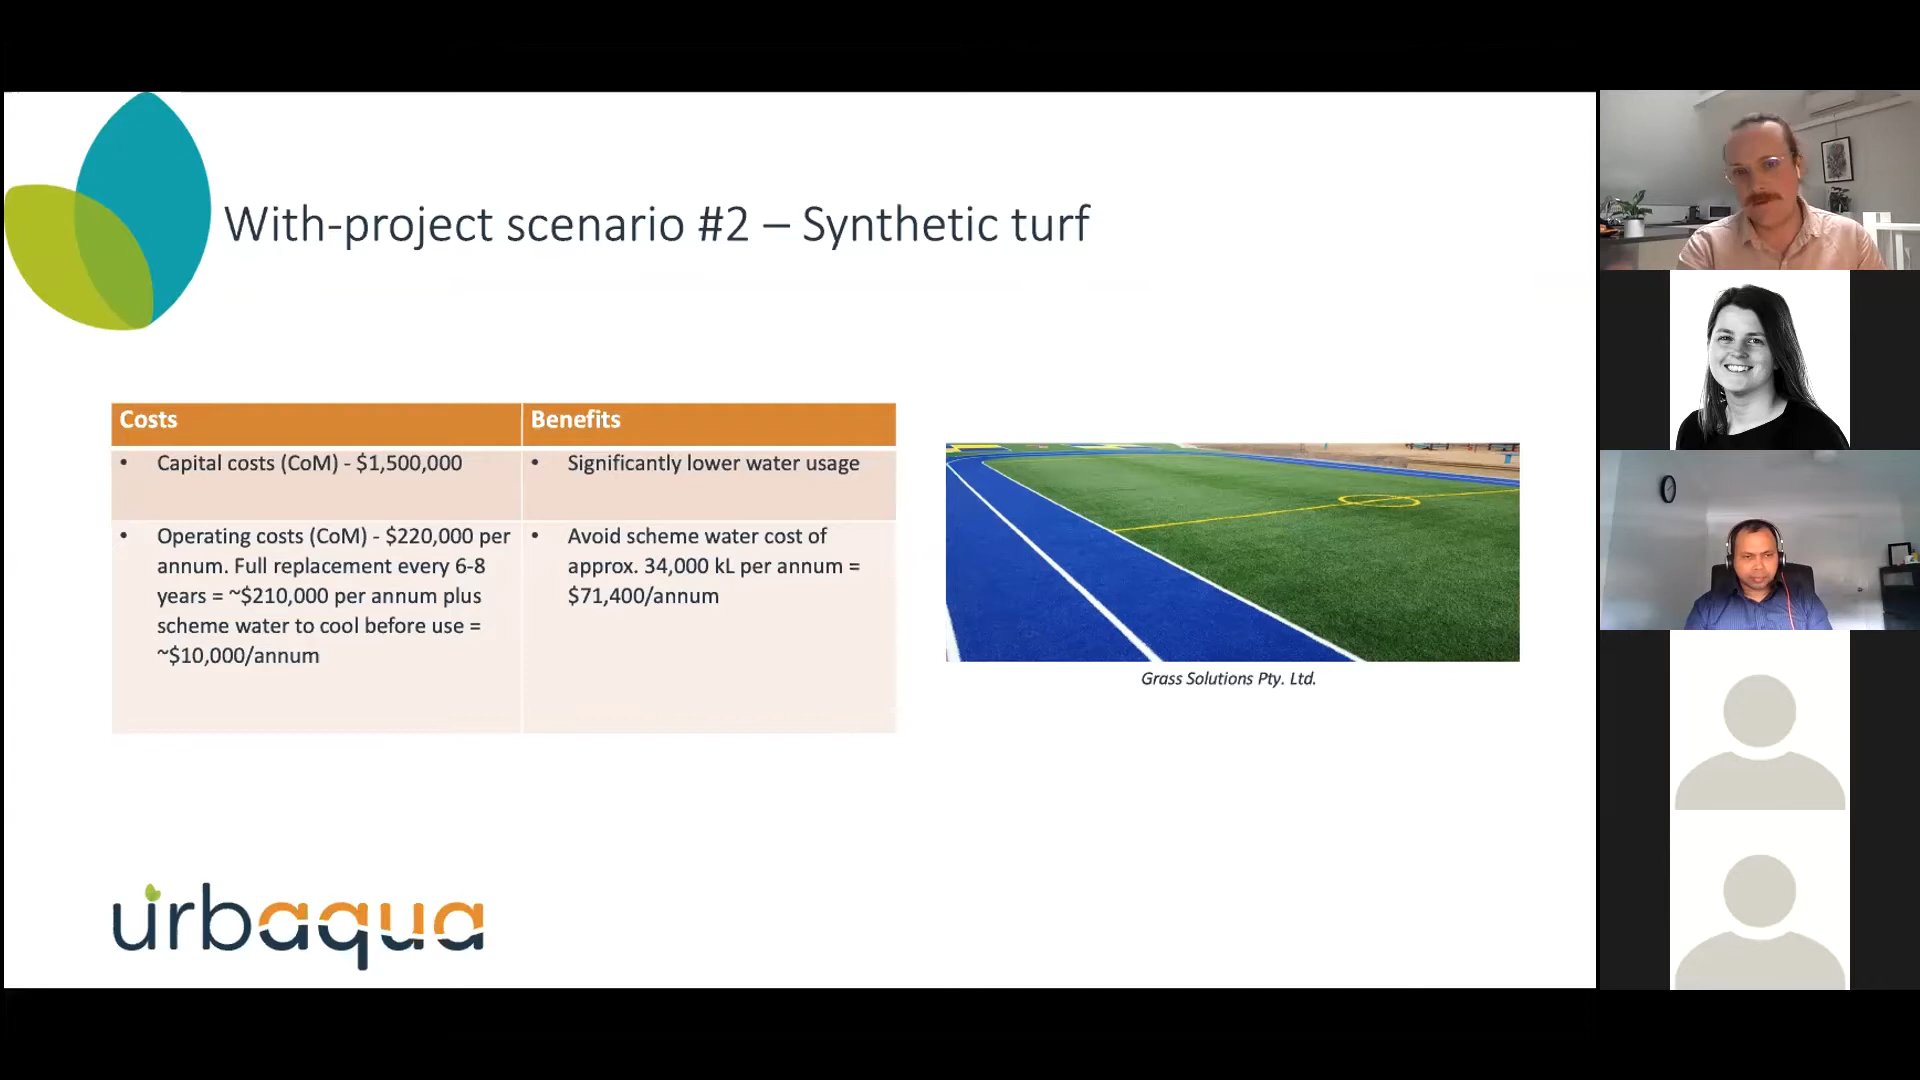 With-project scenario #2 – Synthetic turf
Costs
Benefits
• Capital costs (CoM) - $1,500,000
• Significantly lower water usage
• Operating costs (CoM) - $220,000 per
annum. Full replacement every 6-8
years = ~$210,000 per annum plus
scheme water to cool before use =
~$10,000/annum
• Avoid scheme water cost of
approx. 34,000 kL per annum =
$71,400/annum
Grass Solutions Pty. Ltd.
urbaqua